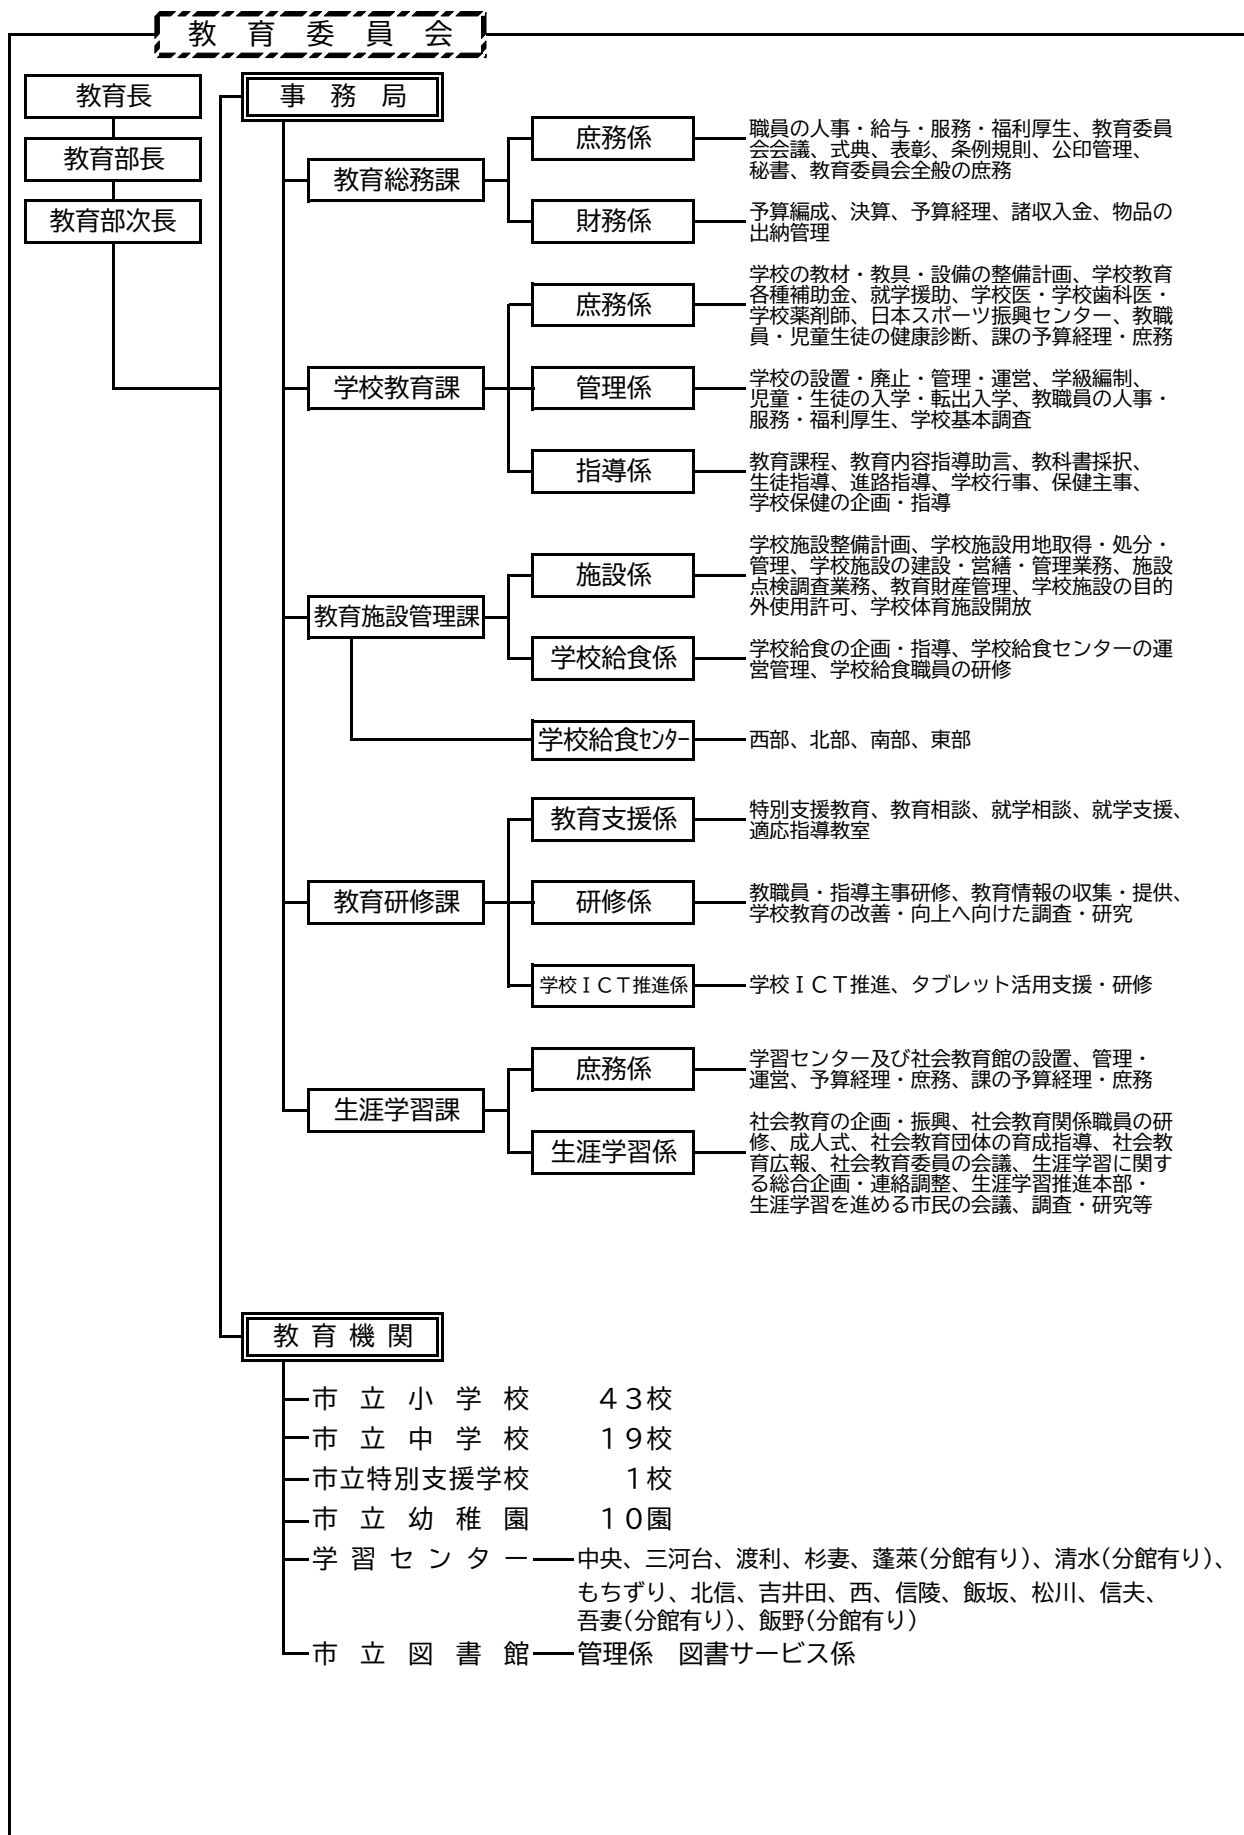 教育委員会
教育長
教育部長
教育部次長
事務局
教育総務課
庶務係
職員の人事・給与・服務・福利厚生、教育委員
会会議、式典、表彰、条例規則、公印管理、
秘書、教育委員会全般の庶務
財務係
予算編成、決算、予算経理、諸収入金、物品の
出納管理
学校教育課
庶務係
学校の教材・教具・設備の整備計画、学校教育
各種補助金、就学援助、学校医・学校歯科医・
学校薬剤師、日本スポーツ振興センター、教職
員・児童生徒の健康診断、課の予算経理・庶務
管理係
学校の設置・廃止・管理・運営、学級編制、
児童・生徒の入学・転出入学、教職員の人事・
服務・福利厚生、学校基本調査
指導係
教育課程、教育内容指導助言、教科書採択、
生徒指導、進路指導、学校行事、保健主事、
学校保健の企画・指導
教育施設管理課
施設係
学校施設整備計画、学校施設用地取得・処分・
管理、学校施設の建設・営繕・管理業務、施設
点検調査業務、教育財産管理、学校施設の目的
外使用許可、学校体育施設開放
学校給食係
学校給食の企画・指導、学校給食センターの運
営管理、学校給食職員の研修
学校給食ｾﾝﾀｰ
西部、北部、南部、東部
教育研修課
教育支援係
特別支援教育、教育相談、就学相談、就学支援、
適応指導教室
研修係
教職員・指導主事研修、教育情報の収集・提供、
学校教育の改善・向上へ向けた調査・研究
学校ＩＣＴ推進係
学校ＩＣＴ推進、タブレット活用支援・研修
生涯学習課
庶務係
学習センター及び社会教育館の設置、管理・
運営、予算経理・庶務、課の予算経理・庶務
生涯学習係
社会教育の企画・振興、社会教育関係職員の研
修、成人式、社会教育団体の育成指導、社会教
育広報、社会教育委員の会議、生涯学習に関す
る総合企画・連絡調整、生涯学習推進本部・
生涯学習を進める市民の会議、調査・研究等
教育機関
市立小学校 ４３校
市立中学校 １９校
市立特別支援学校 １校
市立幼稚園 １０園
学習センター 中央、三河台、渡利、杉妻、蓬萊(分館有り)、清水(分館有り)、
もちずり、北信、吉井田、西、信陵、飯坂、松川、信夫、
吾妻(分館有り)、飯野(分館有り)
市立図書館 管理係　図書サービス係